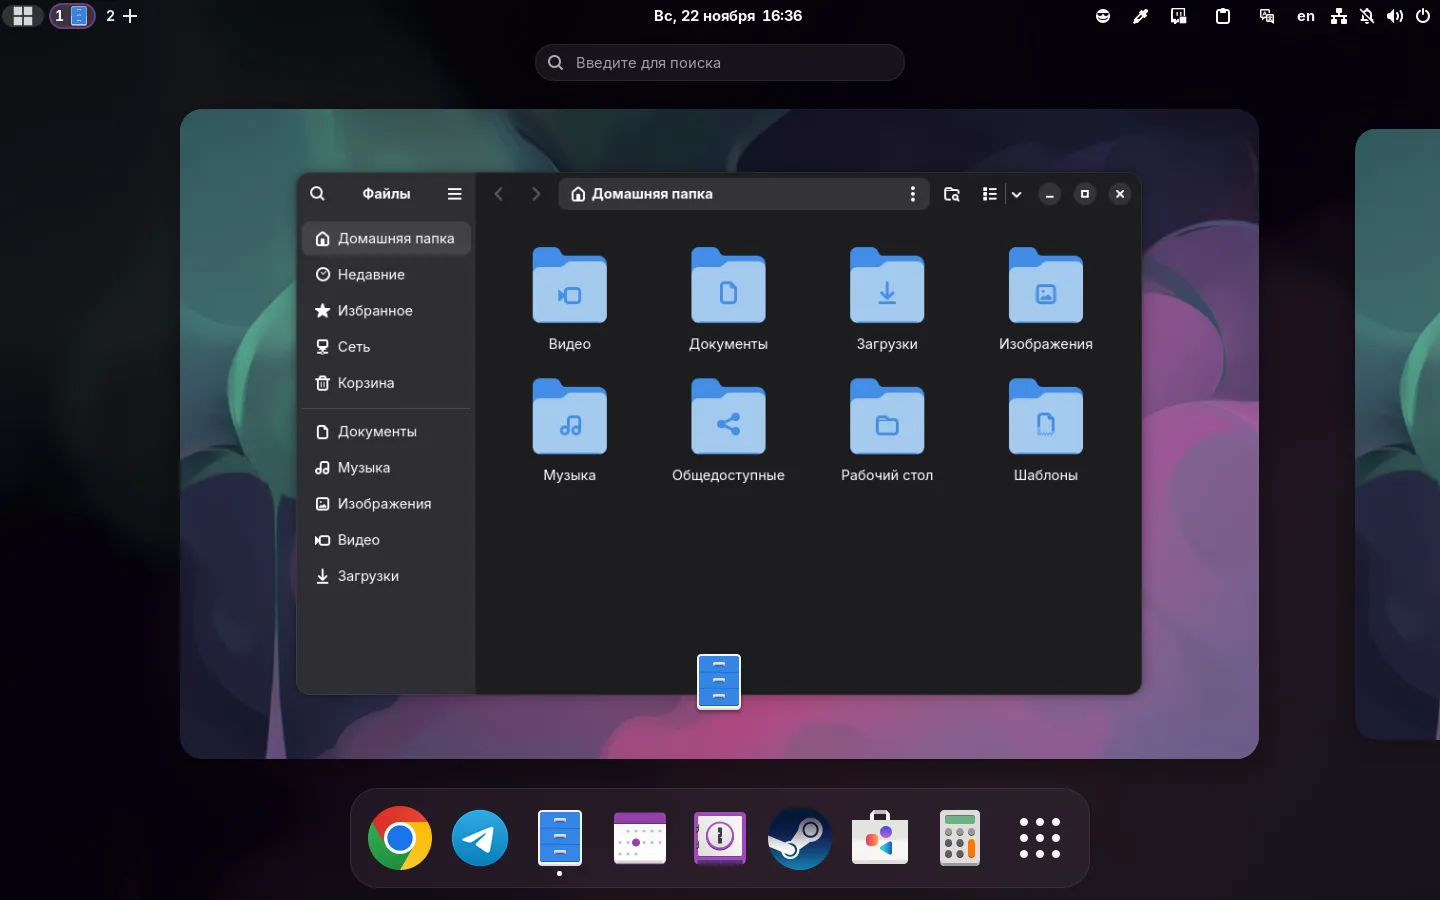 1
2
Вс, 22 ноября 16:36
en
Введите для поиска
Файлы
Домашняя папка
Домашняя папка
Недавние
Избранное
Сеть
Корзина
Документы
Музыка
Изображения
Видео
Загрузки
Видео
Документы
Загрузки
Изображения
Музыка
Общедоступные
Рабочий стол
Шаблоны